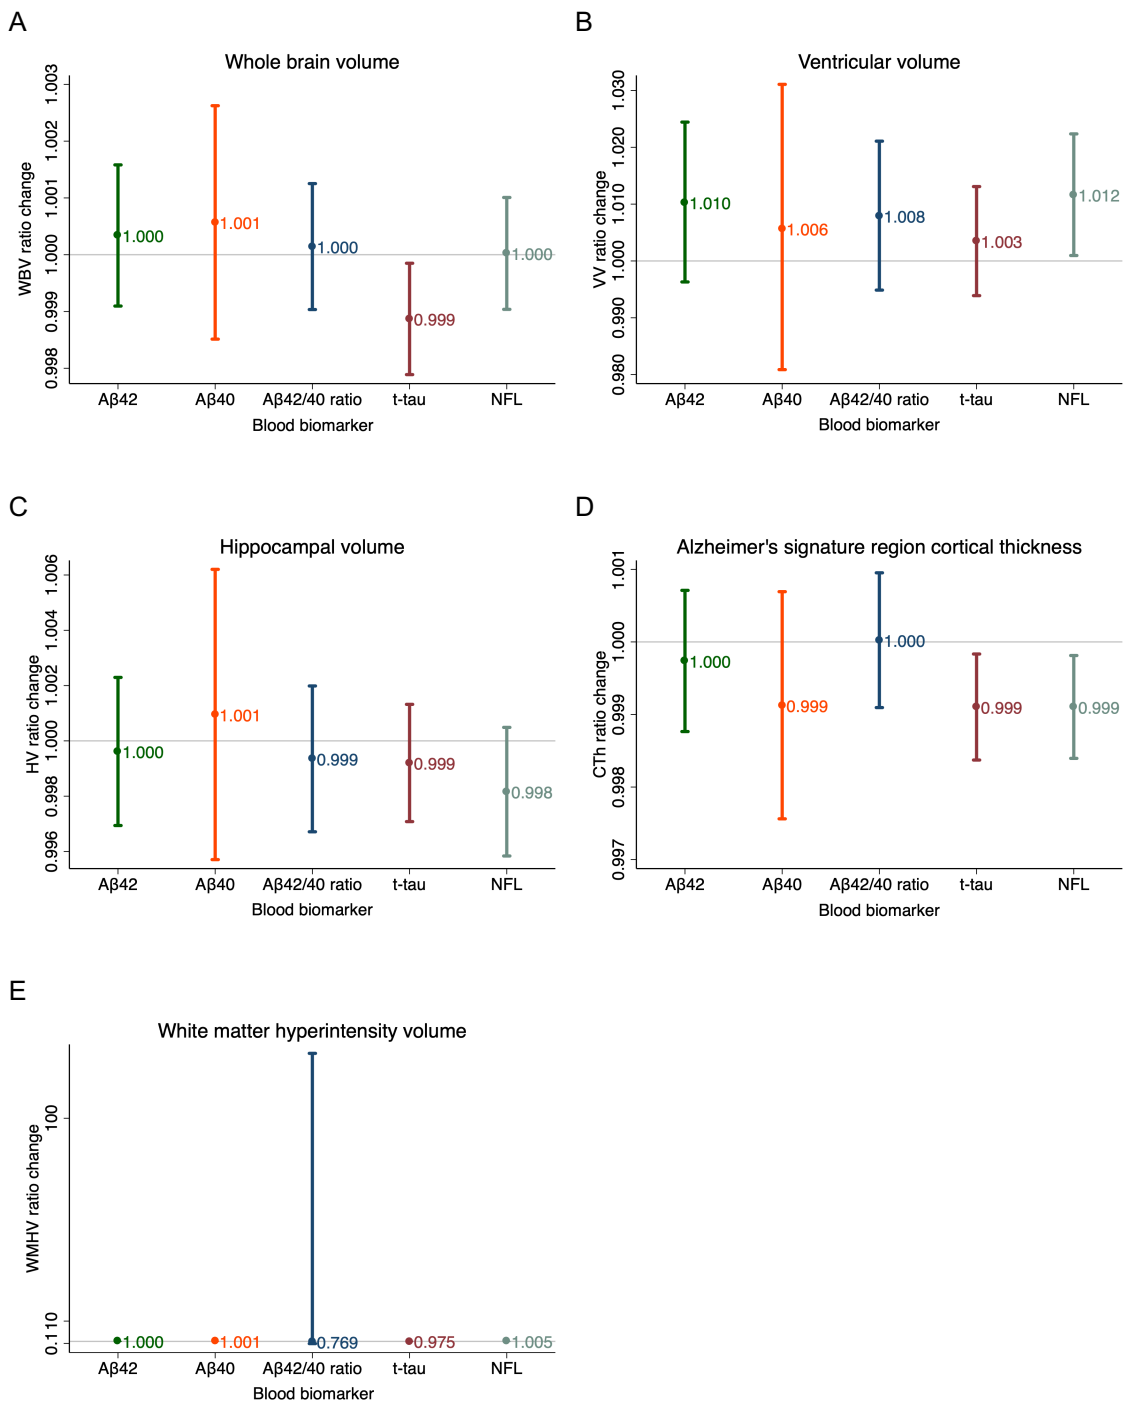 A
Whole brain volume
WBV ratio change
1.003
1.002
1.001
1.000
0.999
0.998
1.000
1.001
1.000
0.999
1.000
Aβ42 Aβ40 Aβ42/40 ratio t-tau NFL
Blood biomarker
B
Ventricular volume
VV ratio change
1.030
1.020
1.010
1.000
0.990
0.980
1.010
1.006
1.008
1.003
1.012
Aβ42 Aβ40 Aβ42/40 ratio t-tau NFL
Blood biomarker
C
Hippocampal volume
HV ratio change
1.006
1.004
1.002
1.000
0.998
0.996
1.000
1.001
0.999
0.999
0.998
Aβ42 Aβ40 Aβ42/40 ratio t-tau NFL
Blood biomarker
D
Alzheimer's signature region cortical thickness
CTh ratio change
1.001
1.000
0.999
0.998
0.997
1.000
0.999
1.000
0.999
0.999
Aβ42 Aβ40 Aβ42/40 ratio t-tau NFL
Blood biomarker
E
White matter hyperintensity volume
WMHV ratio change
100
0.110
1.000
1.001
0.769
0.975
1.005
Aβ42 Aβ40 Aβ42/40 ratio t-tau NFL
Blood biomarker